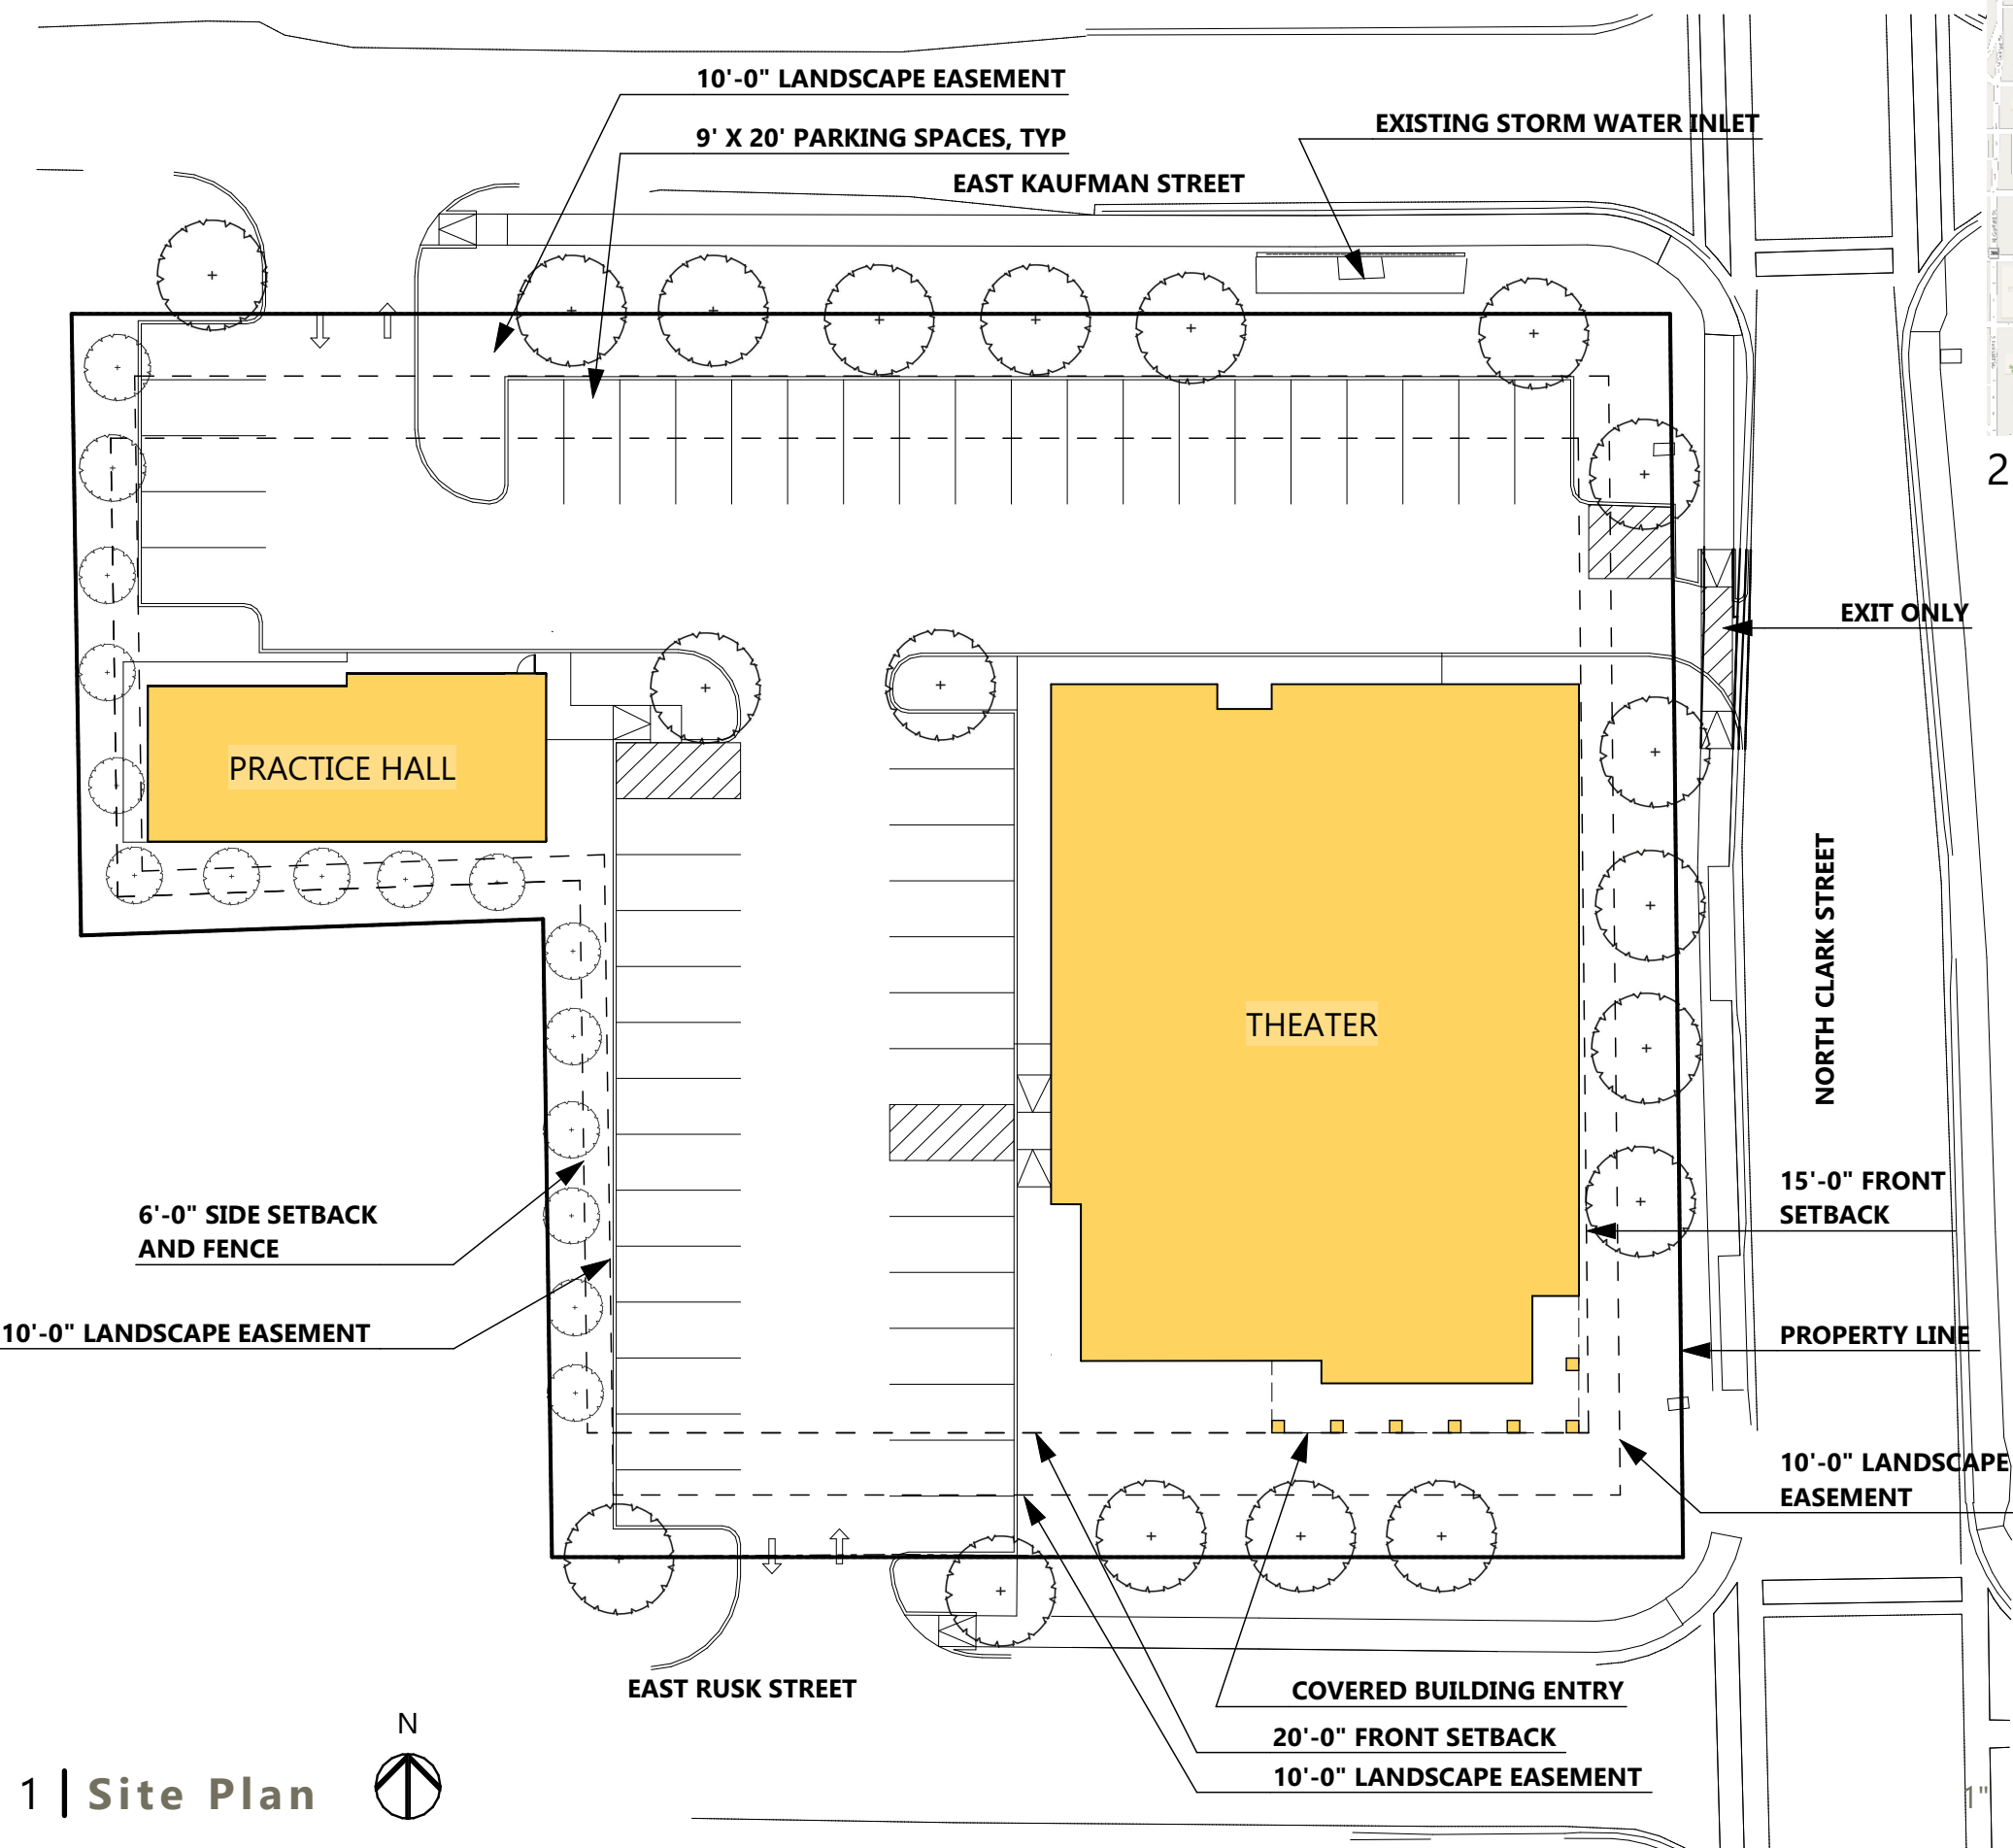 10'-0" LANDSCAPE EASEMENT
9' X 20' PARKING SPACES, TYP
EXISTING STORM WATER INLET
EAST KAUFMAN STREET
2
EXIT ONLY
PRACTICE HALL
THEATER
NORTH CLARK STREET
6'-0" SIDE SETBACK
AND FENCE
10'-0" LANDSCAPE EASEMENT
15'-0" FRONT
SETBACK
PROPERTY LINE
10'-0" LANDSCAPE
EASEMENT
EAST RUSK STREET
COVERED BUILDING ENTRY
20'-0" FRONT SETBACK
10'-0" LANDSCAPE EASEMENT
N
1 | Site Plan
1"